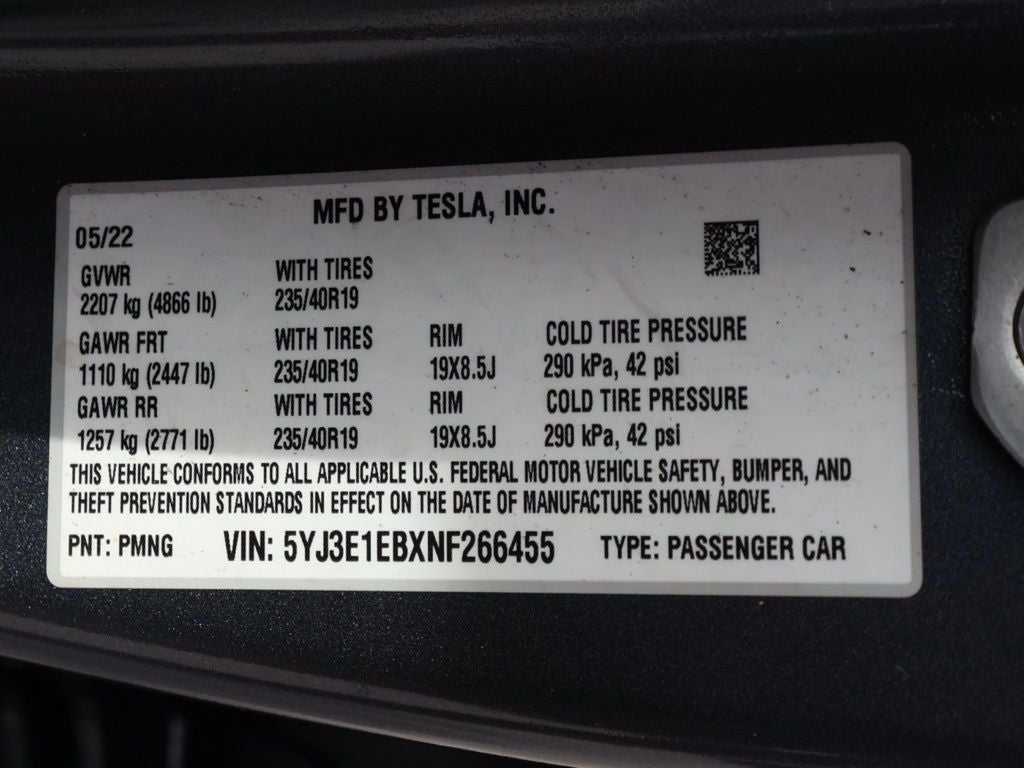 MFD BY TESLA, INC.
05/22
GVWR WITH TIRES
2207 kg (4866 lb) 235/40R19
GAWR FRT WITH TIRES RIM COLD TIRE PRESSURE
1110 kg (2447 lb) 235/40R19 19X8.5J 290 kPa, 42 psi
GAWR RR WITH TIRES RIM COLD TIRE PRESSURE
1257 kg (2771 lb) 235/40R19 19X8.5J 290 kPa, 42 psi
THIS VEHICLE CONFORMS TO ALL APPLICABLE U.S. FEDERAL MOTOR VEHICLE SAFETY, BUMPER, AND
THEFT PREVENTION STANDARDS IN EFFECT ON THE DATE OF MANUFACTURE SHOWN ABOVE.
PNT: PMNG VIN: 5YJ3E1EBXNF266455 TYPE: PASSENGER CAR